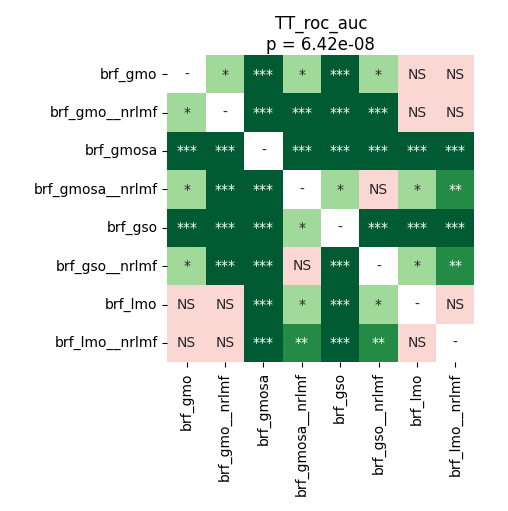 TT_roc_auc
p = 6.42e-08
brf_gmo - * *** * *** * NS NS
brf_gmo__nrlmf * - *** *** *** *** NS NS
brf_gmosa *** *** - *** *** *** *** ***
brf_gmosa__nrlmf * *** *** - * NS * **
brf_gso *** *** *** * - *** *** ***
brf_gso__nrlmf * *** *** NS *** - * **
brf_lmo NS NS *** * *** * - NS
brf_lmo__nrlmf NS NS *** ** *** ** NS -
brf_gmo
brf_gmo__nrlmf
brf_gmosa
brf_gmosa__nrlmf
brf_gso
brf_gso__nrlmf
brf_lmo
brf_lmo__nrlmf